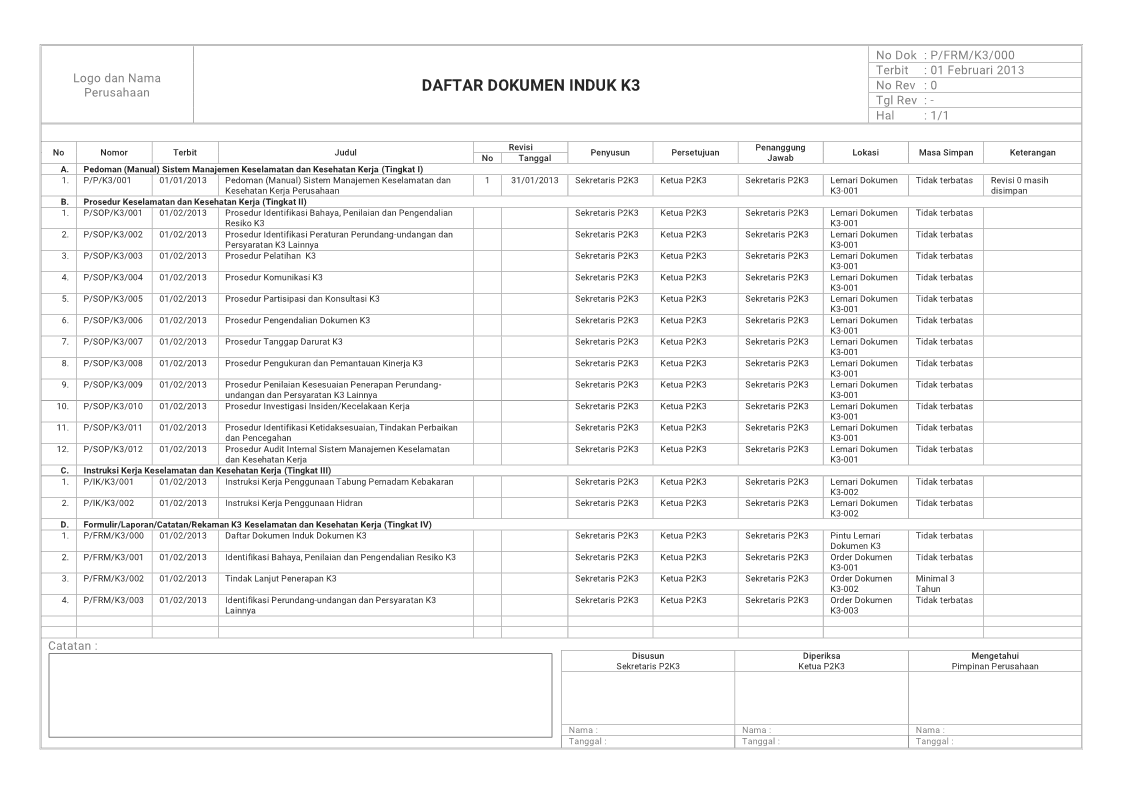 Logo dan Nama
Perusahaan
DAFTAR DOKUMEN INDUK K3
No Dok : P/FRM/K3/000
Terbit : 01 Februari 2013
No Rev : 0
Tgl Rev : -
Hal : 1/1
No Nomor Terbit Judul Revisi No Tanggal Penyusun Persetujuan Penanggung Jawab Lokasi Masa Simpan Keterangan
A. Pedoman (Manual) Sistem Manajemen Keselamatan dan Kesehatan Kerja (Tingkat I)
1. P/P/K3/001 01/01/2013 Pedoman (Manual) Sistem Manajemen Keselamatan dan 1 31/01/2013 Sekretaris P2K3 Ketua P2K3 Sekretaris P2K3 Lemari Dokumen Tidak terbatas Revisi 0 masih
Kesehatan Kerja Perusahaan K3-001 disimpan
B. Prosedur Keselamatan dan Kesehatan Kerja (Tingkat II)
1. P/SOP/K3/001 01/02/2013 Prosedur Identifikasi Bahaya, Penilaian dan Pengendalian Sekretaris P2K3 Ketua P2K3 Sekretaris P2K3 Lemari Dokumen Tidak terbatas
Resiko K3 K3-001
2. P/SOP/K3/002 01/02/2013 Prosedur Identifikasi Peraturan Perundang-undangan dan Sekretaris P2K3 Ketua P2K3 Sekretaris P2K3 Lemari Dokumen Tidak terbatas
Persyaratan K3 Lainnya K3-001
3. P/SOP/K3/003 01/02/2013 Prosedur Pelatihan K3 Sekretaris P2K3 Ketua P2K3 Sekretaris P2K3 Lemari Dokumen Tidak terbatas
K3-001
4. P/SOP/K3/004 01/02/2013 Prosedur Komunikasi K3 Sekretaris P2K3 Ketua P2K3 Sekretaris P2K3 Lemari Dokumen Tidak terbatas
K3-001
5. P/SOP/K3/005 01/02/2013 Prosedur Partisipasi dan Konsultasi K3 Sekretaris P2K3 Ketua P2K3 Sekretaris P2K3 Lemari Dokumen Tidak terbatas
K3-001
6. P/SOP/K3/006 01/02/2013 Prosedur Pengendalian Dokumen K3 Sekretaris P2K3 Ketua P2K3 Sekretaris P2K3 Lemari Dokumen Tidak terbatas
K3-001
7. P/SOP/K3/007 01/02/2013 Prosedur Tanggap Darurat K3 Sekretaris P2K3 Ketua P2K3 Sekretaris P2K3 Lemari Dokumen Tidak terbatas
K3-001
8. P/SOP/K3/008 01/02/2013 Prosedur Pengukuran dan Pemantauan Kinerja K3 Sekretaris P2K3 Ketua P2K3 Sekretaris P2K3 Lemari Dokumen Tidak terbatas
K3-001
9. P/SOP/K3/009 01/02/2013 Prosedur Penilaian Kesesuaian Penerapan Perundang- Sekretaris P2K3 Ketua P2K3 Sekretaris P2K3 Lemari Dokumen Tidak terbatas
undangan dan Persyaratan K3 Lainnya K3-001
10. P/SOP/K3/010 01/02/2013 Prosedur Investigasi Insiden/Kecelakaan Kerja Sekretaris P2K3 Ketua P2K3 Sekretaris P2K3 Lemari Dokumen Tidak terbatas
K3-001
11. P/SOP/K3/011 01/02/2013 Prosedur Identifikasi Ketidaksesuaian, Tindakan Perbaikan Sekretaris P2K3 Ketua P2K3 Sekretaris P2K3 Lemari Dokumen Tidak terbatas
dan Pencegahan K3-001
12. P/SOP/K3/012 01/02/2013 Prosedur Audit Internal Sistem Manajemen Keselamatan Sekretaris P2K3 Ketua P2K3 Sekretaris P2K3 Lemari Dokumen Tidak terbatas
dan Kesehatan Kerja K3-001
C. Instruksi Kerja Keselamatan dan Kesehatan Kerja (Tingkat III)
1. P/IK/K3/001 01/02/2013 Instruksi Kerja Penggunaan Tabung Pemadam Kebakaran Sekretaris P2K3 Ketua P2K3 Sekretaris P2K3 Lemari Dokumen Tidak terbatas
K3-002
2. P/IK/K3/002 01/02/2013 Instruksi Kerja Penggunaan Hidran Sekretaris P2K3 Ketua P2K3 Sekretaris P2K3 Lemari Dokumen Tidak terbatas
K3-002
D. Formulir/Laporan/Catatan/Rekaman K3 Keselamatan dan Kesehatan Kerja (Tingkat IV)
1. P/FRM/K3/000 01/02/2013 Daftar Dokumen Induk Dokumen K3 Sekretaris P2K3 Ketua P2K3 Sekretaris P2K3 Pintu Lemari Tidak terbatas
Dokumen K3
2. P/FRM/K3/001 01/02/2013 Identifikasi Bahaya, Penilaian dan Pengendalian Resiko K3 Sekretaris P2K3 Ketua P2K3 Sekretaris P2K3 Order Dokumen Tidak terbatas
K3-001
3. P/FRM/K3/002 01/02/2013 Tindak Lanjut Penerapan K3 Sekretaris P2K3 Ketua P2K3 Sekretaris P2K3 Order Dokumen Minimal 3
K3-002 Tahun
4. P/FRM/K3/003 01/02/2013 Identifikasi Perundang-undangan dan Persyaratan K3 Sekretaris P2K3 Ketua P2K3 Sekretaris P2K3 Order Dokumen Tidak terbatas
Lainnya K3-003
Catatan :
Disusun Diperiksa Mengetahui
Sekretaris P2K3 Ketua P2K3 Pimpinan Perusahaan
Nama : Nama : Nama :
Tanggal : Tanggal : Tanggal :